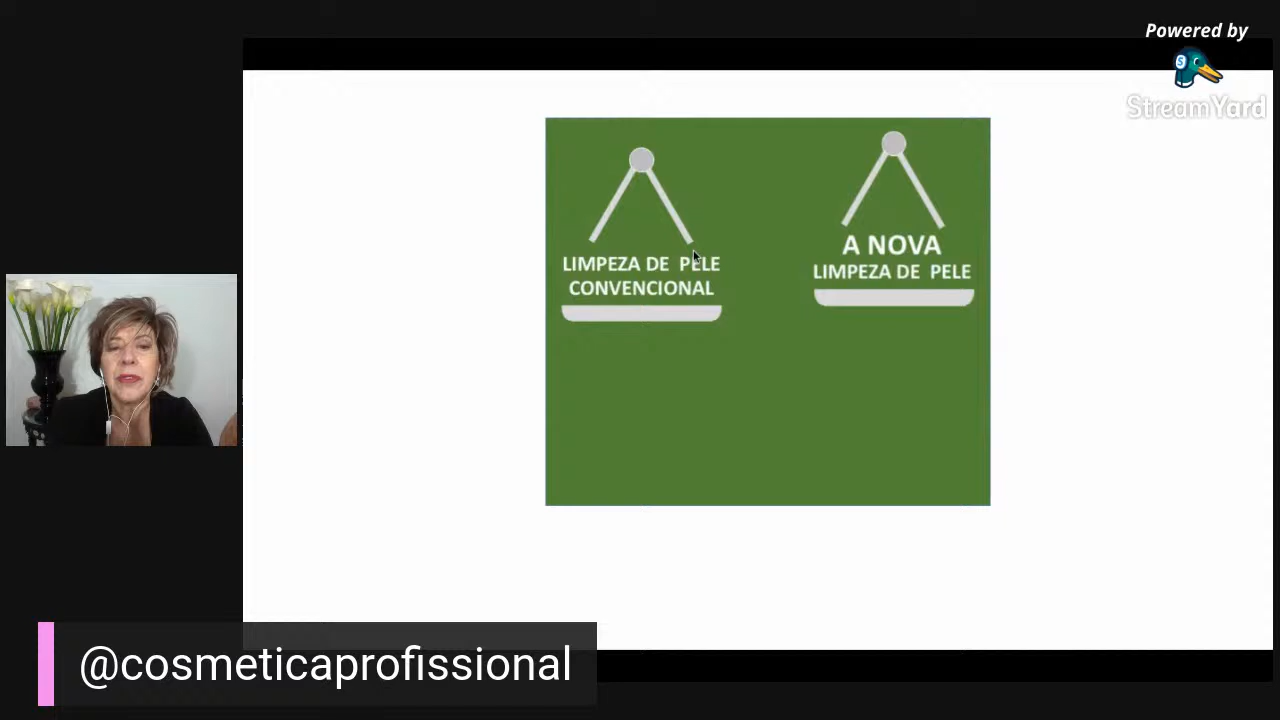 Powered by
StreamYard
LIMPEZA DE PELE
CONVENCIONAL
A NOVA
LIMPEZA DE PELE
@cosmeticaprofissional